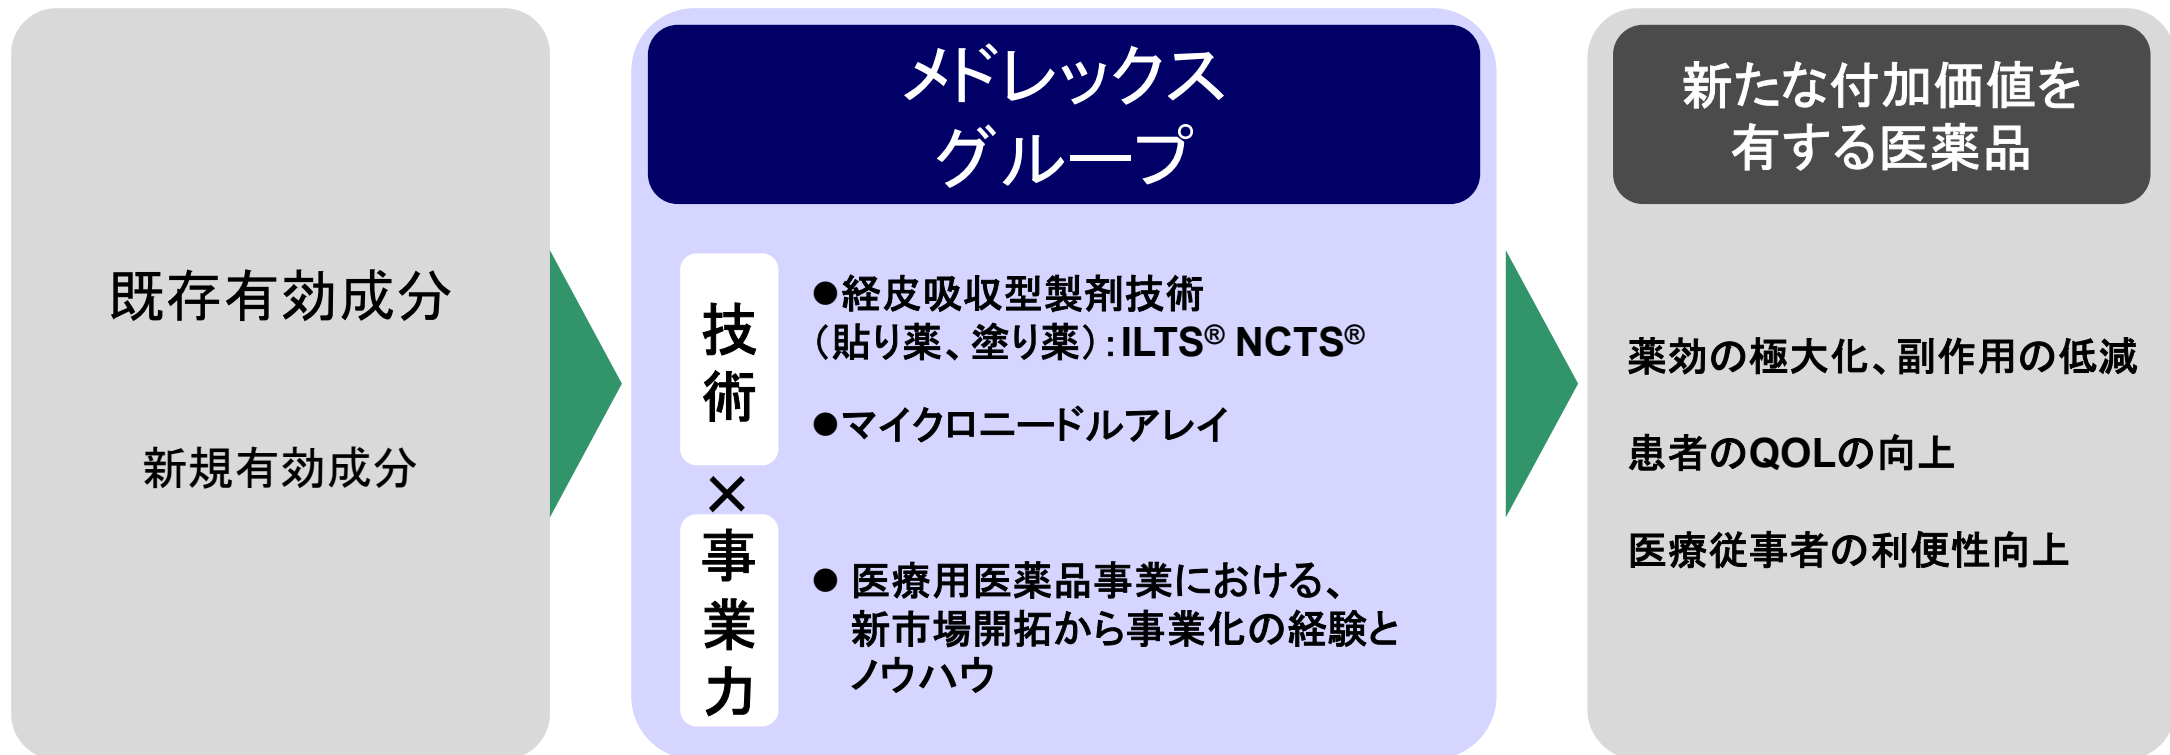 既存有効成分
新規有効成分
メドレックス
グループ
技術
●経皮吸収型製剤技術
（貼り薬、塗り薬）：ILTS® NCTS®
●マイクロニードルアレイ
×
事業力
● 医療用医薬品事業における、
新市場開拓から事業化の経験と
ノウハウ
新たな付加価値を
有する医薬品
薬効の極大化、副作用の低減
患者のQOLの向上
医療従事者の利便性向上